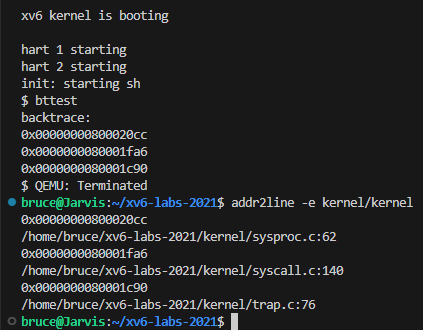 xv6 kernel is booting
hart 1 starting
hart 2 starting
init: starting sh
$ bttest
backtrace:
0x00000000800020cc
0x0000000080001fa6
0x0000000080001c90
$ QEMU: Terminated
bruce@Jarvis:~/xv6-labs-2021$ addr2line -e kernel/kernel
0x00000000800020cc
/home/bruce/xv6-labs-2021/kernel/sysproc.c:62
0x0000000080001fa6
/home/bruce/xv6-labs-2021/kernel/syscall.c:140
0x0000000080001c90
/home/bruce/xv6-labs-2021/kernel/trap.c:76
bruce@Jarvis:~/xv6-labs-2021$